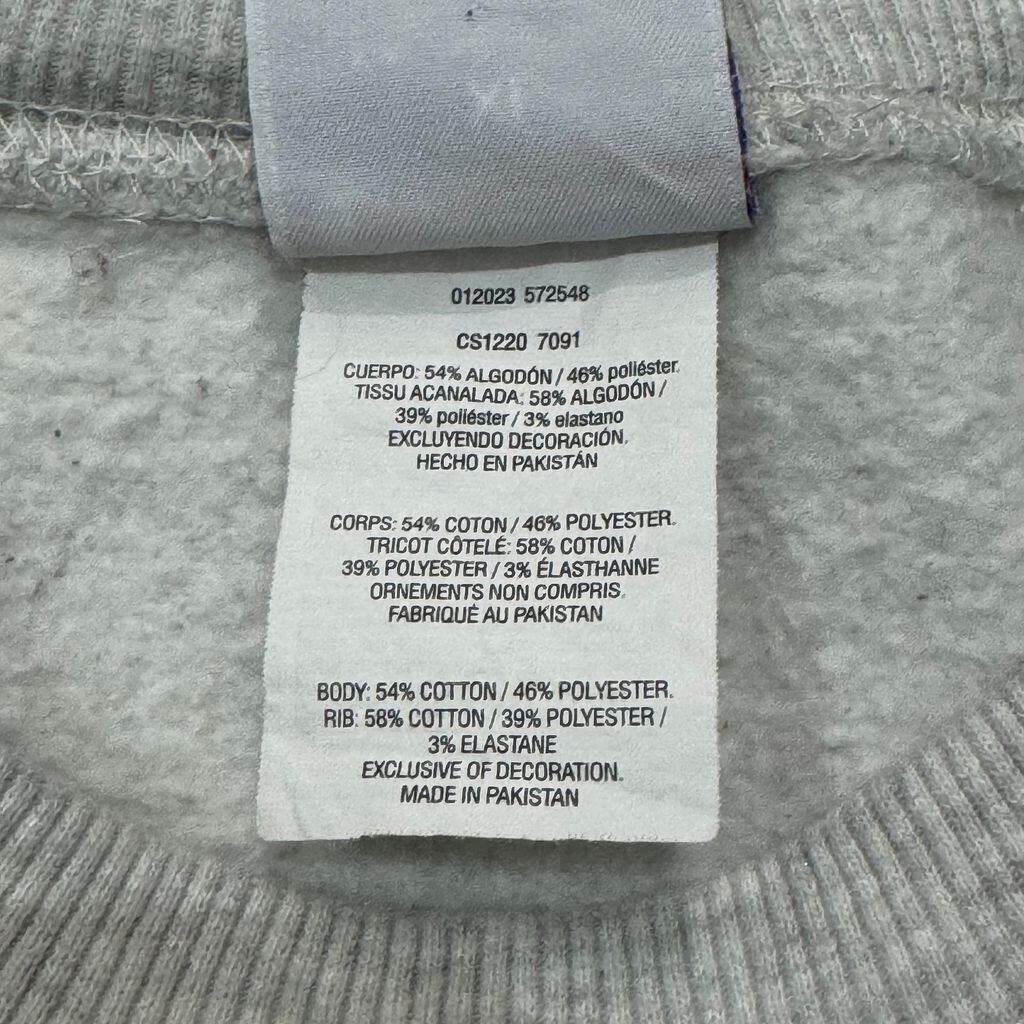 012023 572548
CS1220 7091
CUERPO: 54% ALGODÓN / 46% poliéster.
TISSU ACANALADA: 58% ALGODÓN /
39% poliéster / 3% elastano
EXCLUYENDO DECORACIÓN.
HECHO EN PAKISTÁN
CORPS: 54% COTON / 46% POLYESTER.
TRICOT CÔTELÉ: 58% COTON /
39% POLYESTER / 3% ÉLASTHANNE
ORNEMENTS NON COMPRIS.
FABRIQUÉ AU PAKISTAN
BODY: 54% COTTON / 46% POLYESTER.
RIB: 58% COTTON / 39% POLYESTER /
3% ELASTANE
EXCLUSIVE OF DECORATION.
MADE IN PAKISTAN